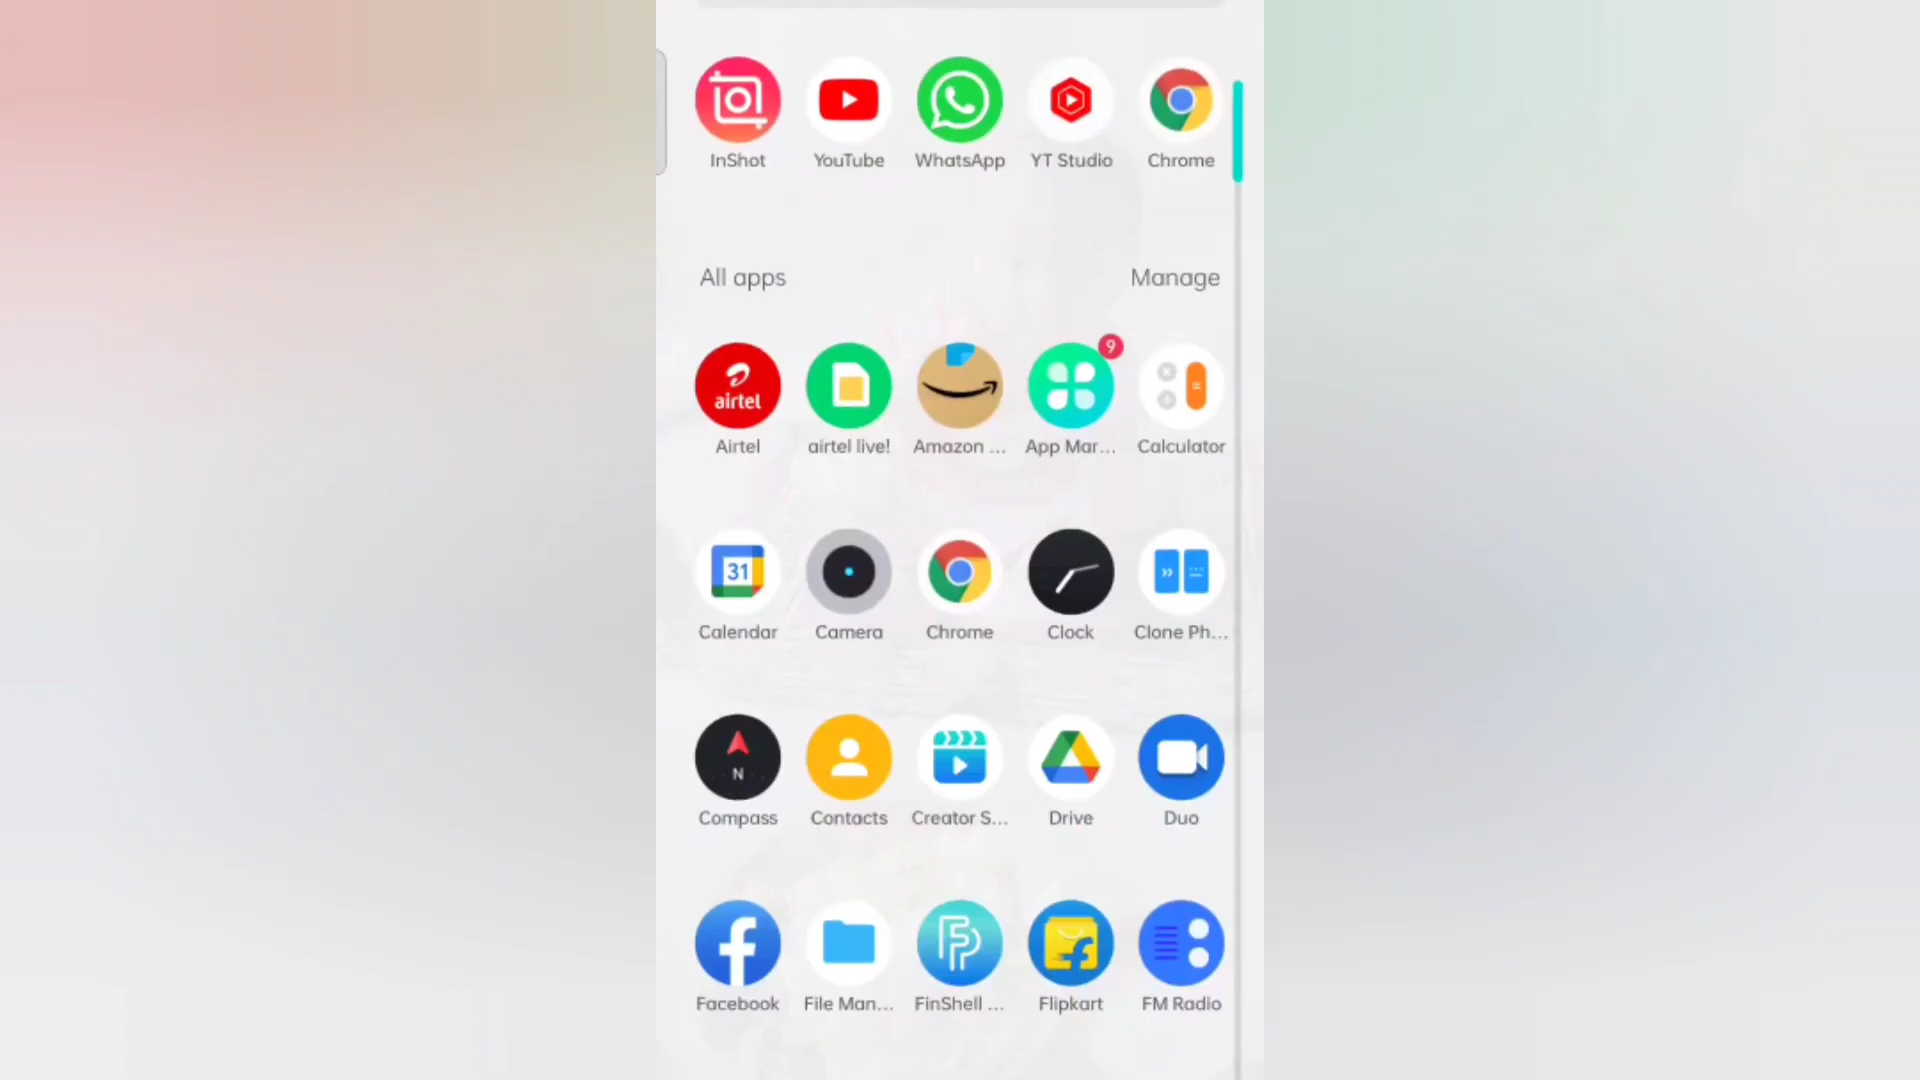 InShot YouTube WhatsApp YT Studio Chrome
All apps Manage
9
airtel
Airtel airtel live! Amazon ... App Mar... Calculator
31
Calendar Camera Chrome Clock Clone Ph...
N
Compass Contacts Creator S... Drive Duo
Facebook File Man... FinShell ... Flipkart FM Radio